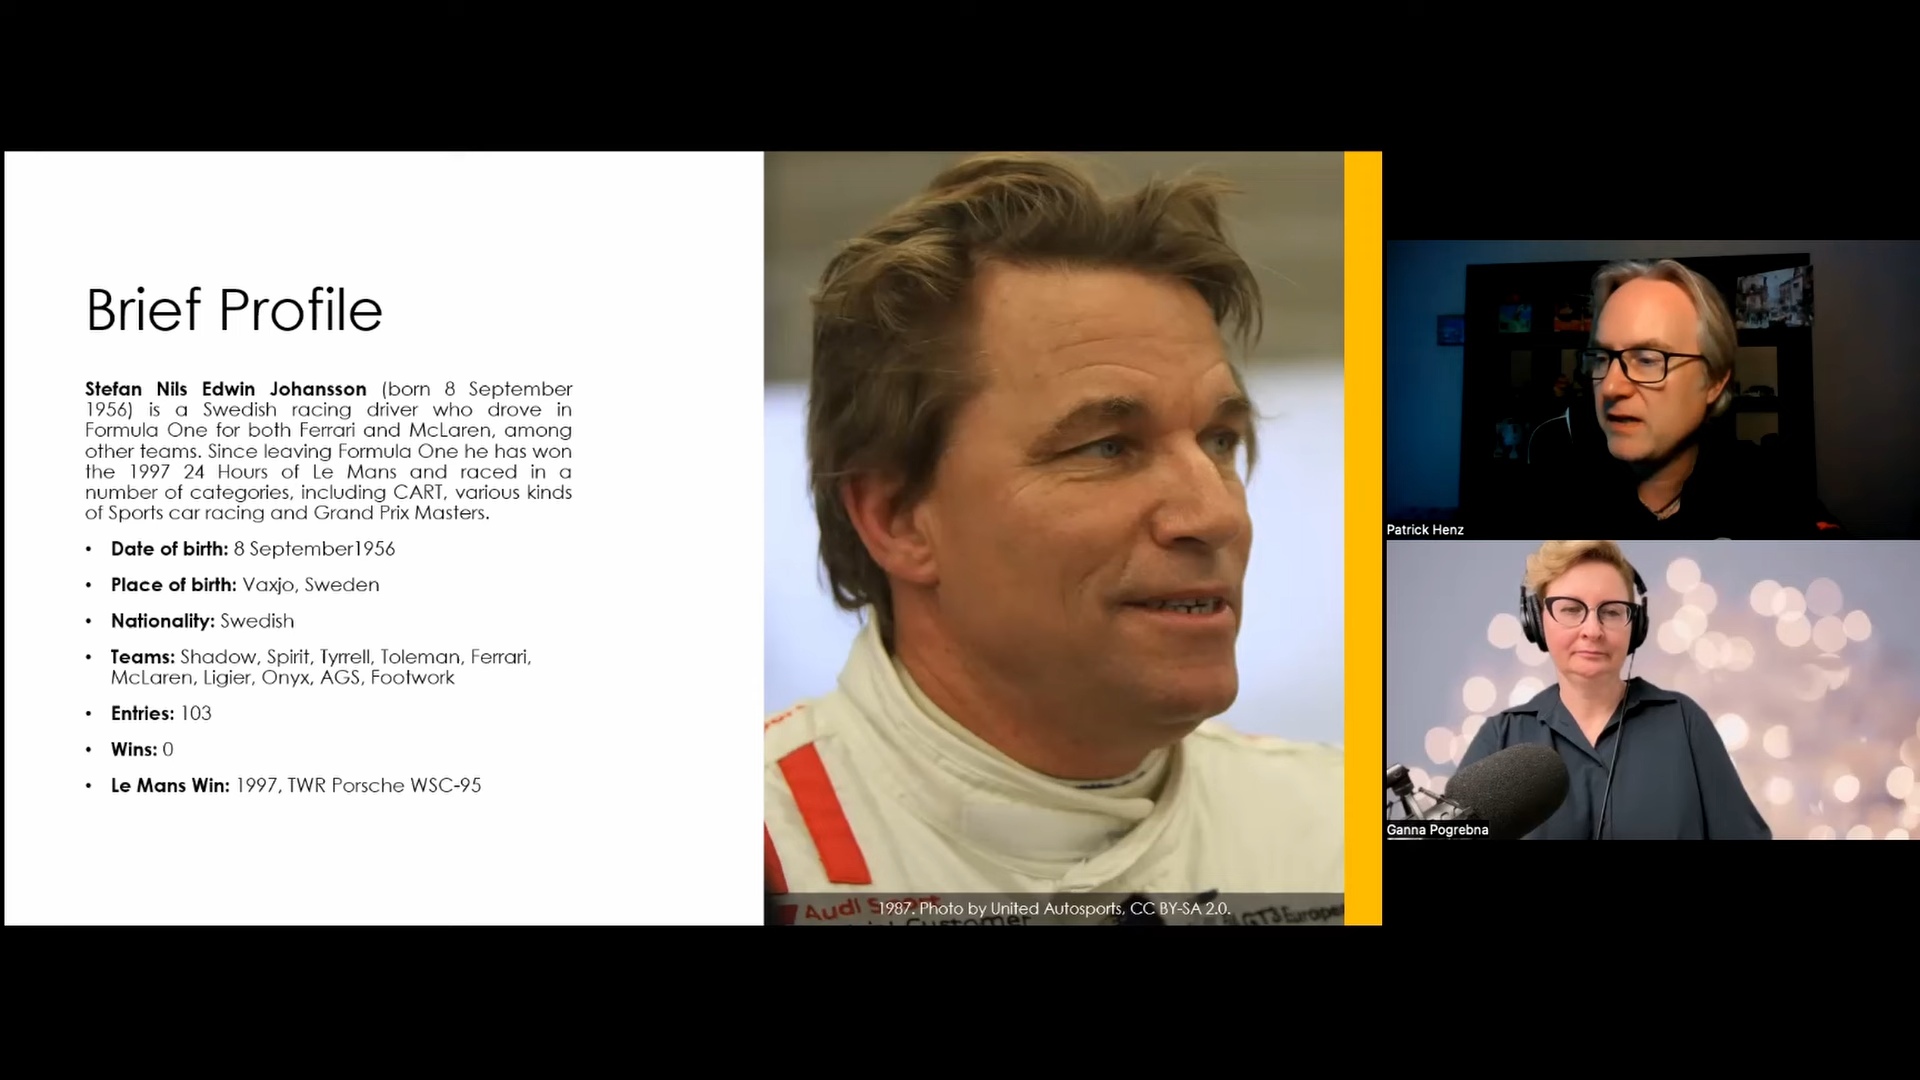 Brief Profile
Stefan Nils Edwin Johansson (born 8 September
1956) is a Swedish racing driver who drove in
Formula One for both Ferrari and McLaren, among
other teams. Since leaving Formula One he has won
the 1997 24 Hours of Le Mans and raced in a
number of categories, including CART, various kinds
of Sports car racing and Grand Prix Masters.
• Date of birth: 8 September1956
• Place of birth: Vaxjo, Sweden
• Nationality: Swedish
• Teams: Shadow, Spirit, Tyrrell, Toleman, Ferrari,
McLaren, Ligier, Onyx, AGS, Footwork
• Entries: 103
• Wins: 0
• Le Mans Win: 1997, TWR Porsche WSC-95
Audi Sport
Customer
GT3 European
1987. Photo by United Autosports, CC BY-SA 2.0.
Patrick Henz
Ganna Pogrebna